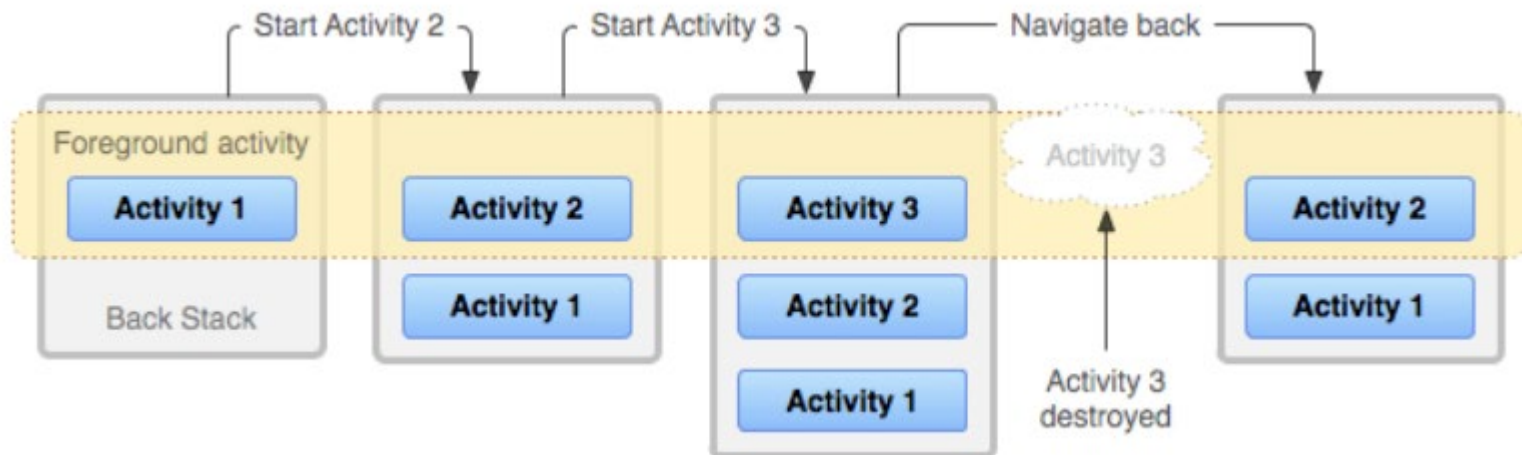 Start Activity 2
Start Activity 3
Navigate back
Foreground activity
Activity 3
Activity 1
Activity 2
Activity 3
Activity 2
Back Stack
Activity 1
Activity 2
Activity 1
Activity 1
Activity 3
destroyed